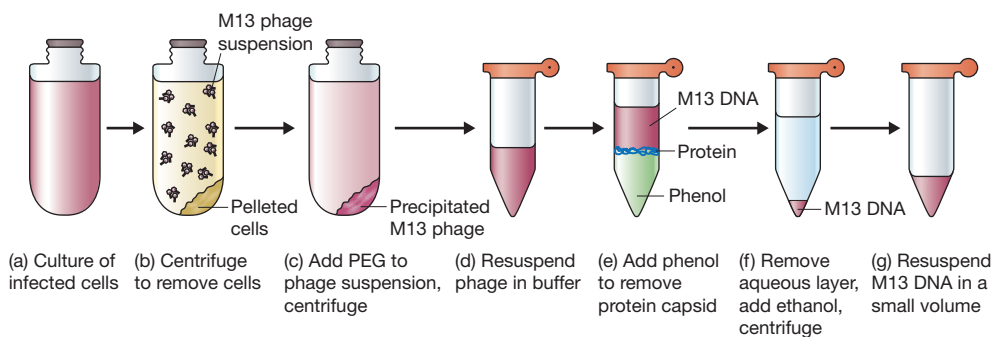 M13 phage
suspension
Pelleted
cells
Precipitated
M13 phage
M13 DNA
Protein
Phenol
M13 DNA
(a) Culture of
infected cells
(b) Centrifuge
to remove cells
(c) Add PEG to
phage suspension,
centrifuge
(d) Resuspend
phage in buffer
(e) Add phenol
to remove
protein capsid
(f) Remove
aqueous layer,
add ethanol,
centrifuge
(g) Resuspend
M13 DNA in a
small volume